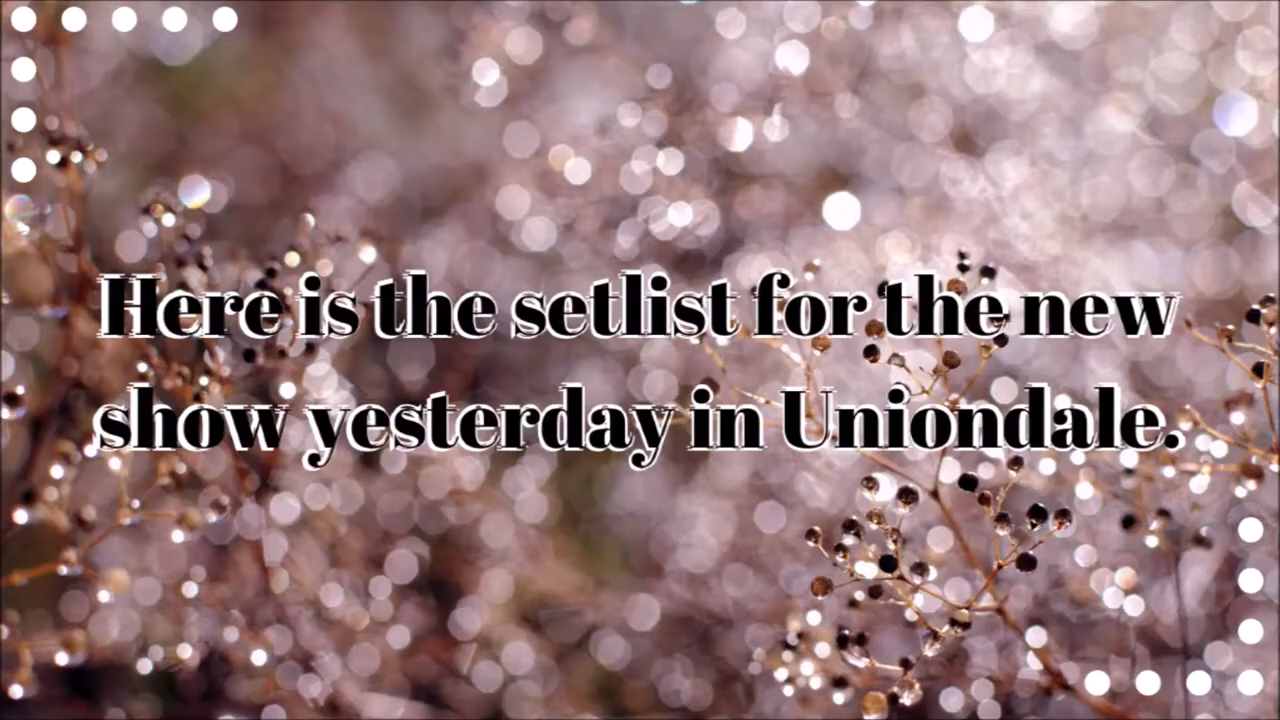 Here is the setlist for the new
show yesterday in Uniondale.